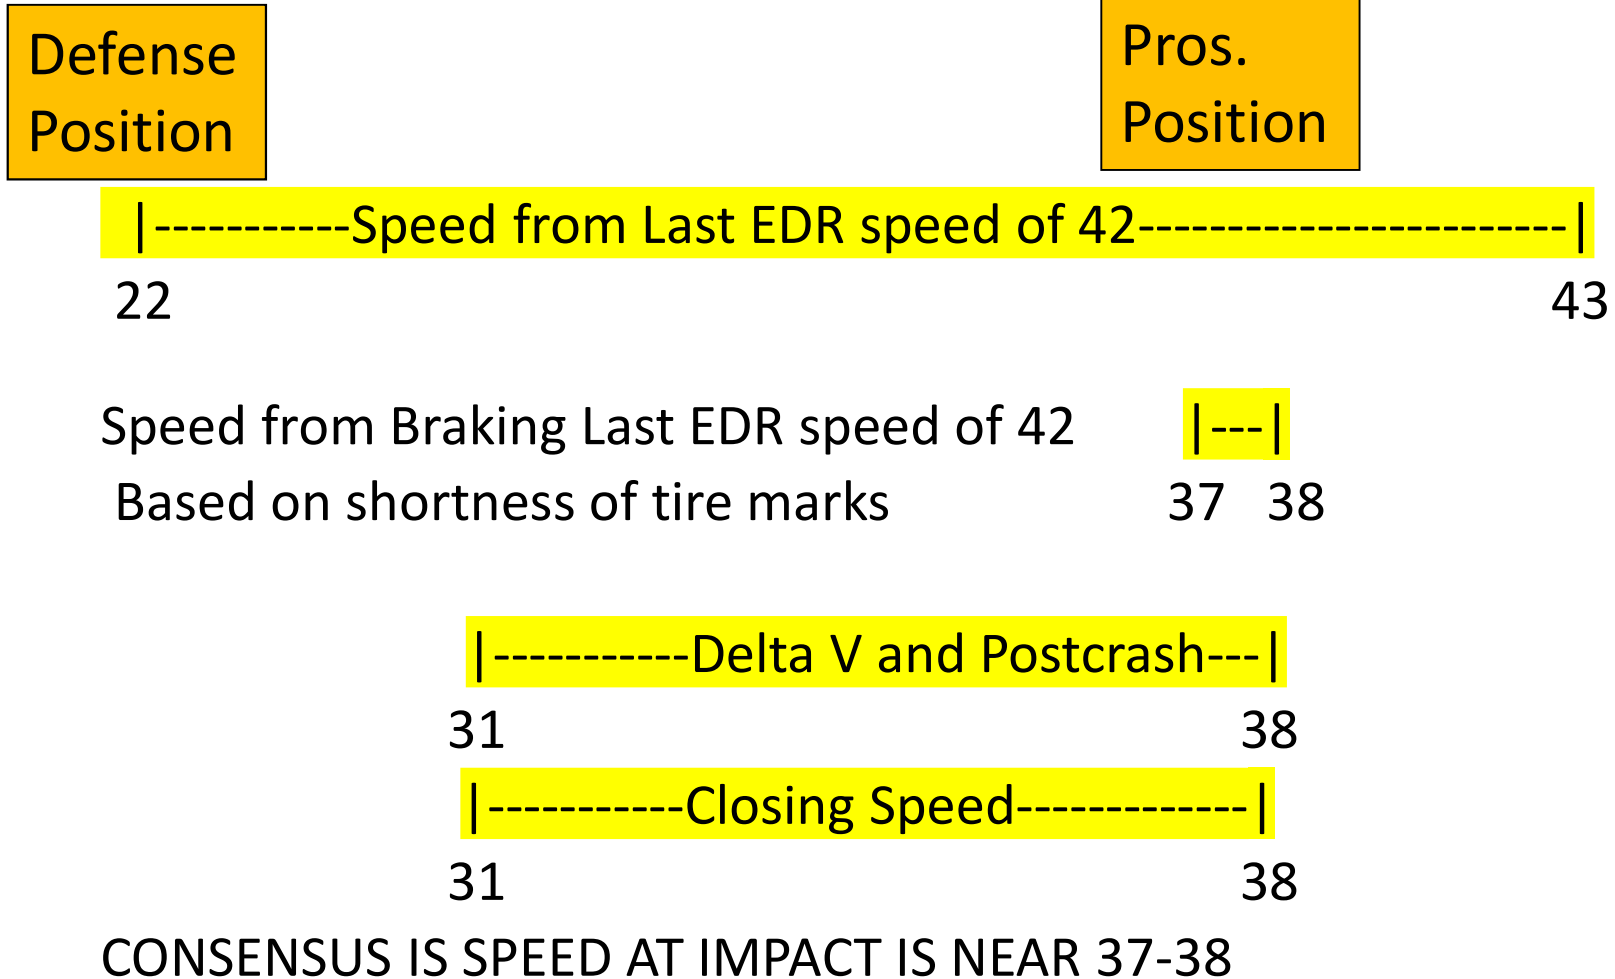 Defense
Position
Pros.
Position
|-----------Speed from Last EDR speed of 42------------------------|
22 43
Speed from Braking Last EDR speed of 42 |---|
Based on shortness of tire marks 37 38
|-----------Delta V and Postcrash---|
31 38
|-----------Closing Speed-------------|
31 38
CONSENSUS IS SPEED AT IMPACT IS NEAR 37-38